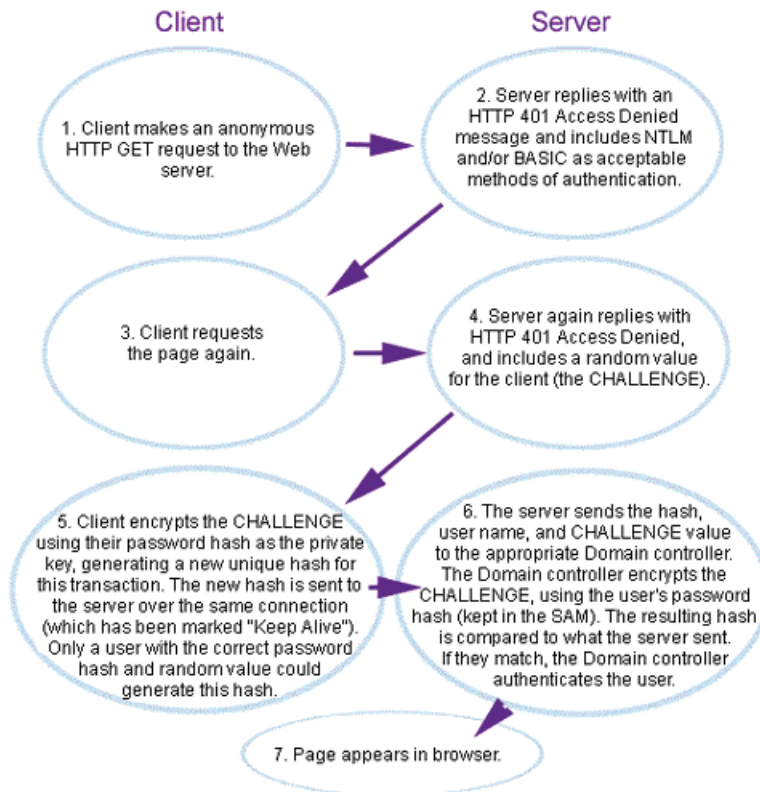 Client
Server
1. Client makes an anonymous
HTTP GET request to the Web
server.
2. Server replies with an
HTTP 401 Access Denied
message and includes NTLM
and/or BASIC as acceptable
methods of authentication.
3. Client requests
the page again.
4. Server again replies with
HTTP 401 Access Denied,
and includes a random value
for the client (the CHALLENGE).
5. Client encrypts the CHALLENGE
using their password hash as the private
key, generating a new unique hash for
this transaction. The new hash is sent to
the server over the same connection
(which has been marked "Keep Alive").
Only a user with the correct password
hash and random value could
generate this hash.
6. The server sends the hash,
user name, and CHALLENGE value
to the appropriate Domain controller.
The Domain controller encrypts the
CHALLENGE, using the user's password
hash (kept in the SAM). The resulting hash
is compared to what the server sent.
If they match, the Domain controller
authenticates the user.
7. Page appears in browser.